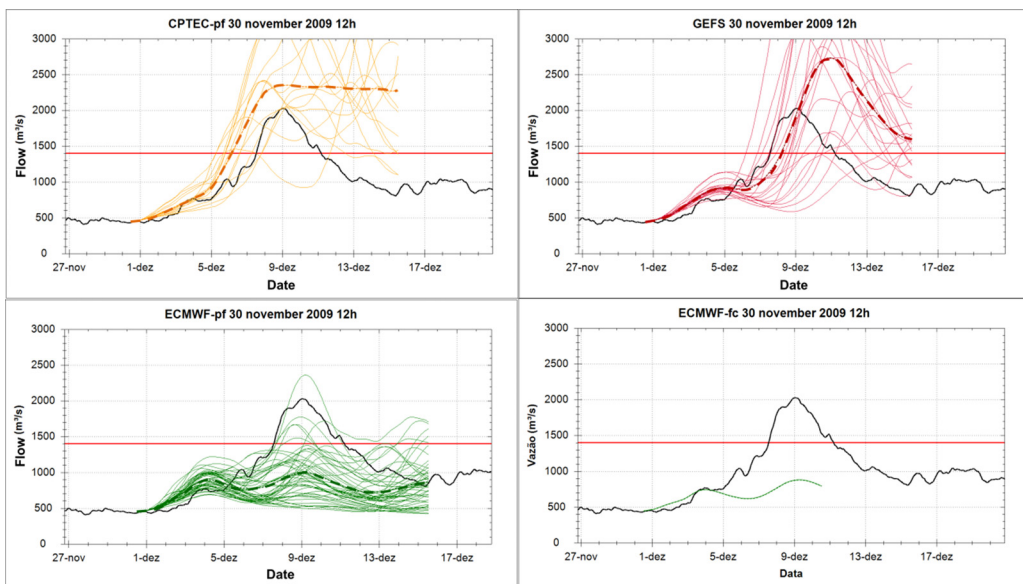 CPTEC-pf 30 november 2009 12h
3000
2500
2000
1500
1000
500
0
Flow (m³/s)
27-nov 1-dez 5-dez 9-dez 13-dez 17-dez
Date
GEFS 30 november 2009 12h
3000
2500
2000
1500
1000
500
0
Flow (m³/s)
27-nov 1-dez 5-dez 9-dez 13-dez 17-dez
Date
ECMWF-pf 30 november 2009 12h
3000
2500
2000
1500
1000
500
0
Flow (m³/s)
27-nov 1-dez 5-dez 9-dez 13-dez 17-dez
Date
ECMWF-fc 30 november 2009 12h
3000
2500
2000
1500
1000
500
0
Vazão (m³/s)
27-nov 1-dez 5-dez 9-dez 13-dez 17-dez
Data